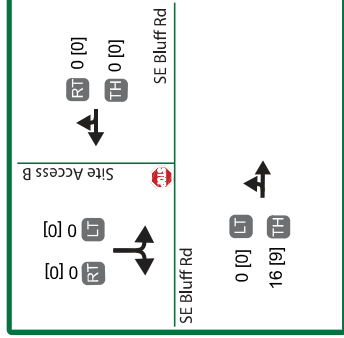 RT 0 [0]
TH 0 [0]
SE Bluff Rd
Site Access B
STOP
[0] 0 LT
[0] 0 RT
SE Bluff Rd
0 [0] LT
16 [9] TH